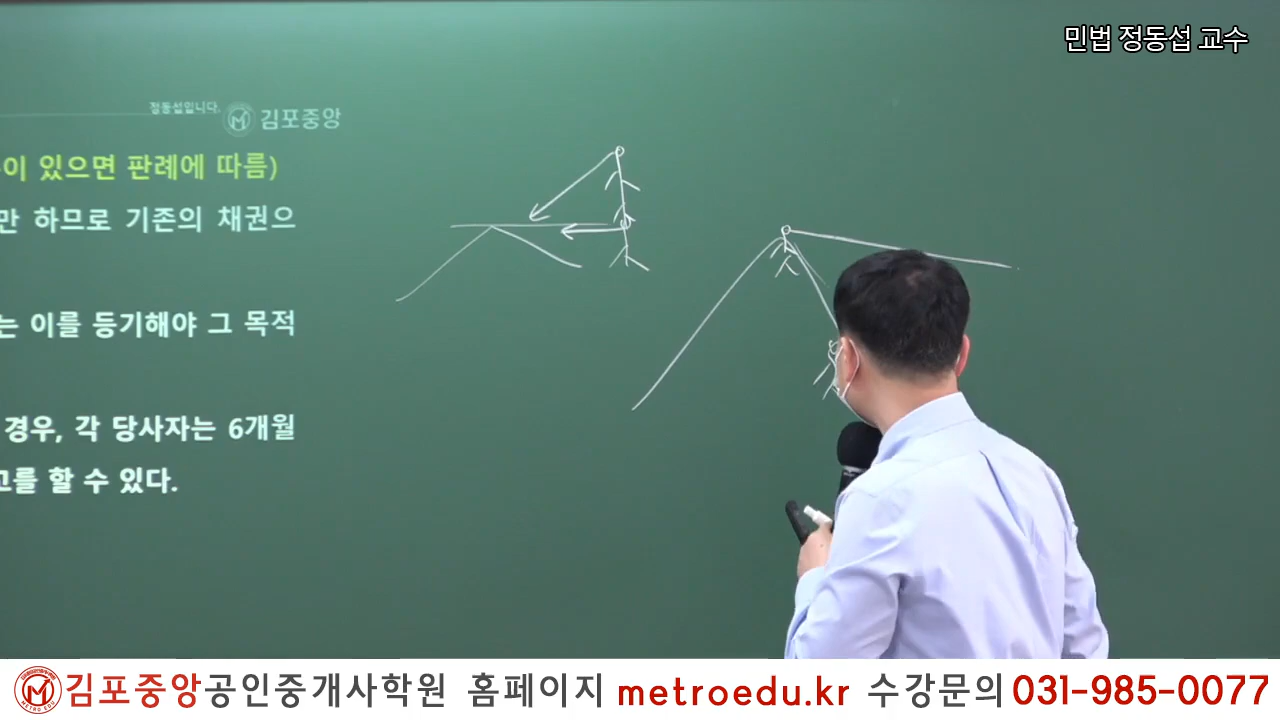 민법 정동섭 교수
정동섭입니다.
김포중앙
이 있으면 판례에 따름)
만 하므로 기존의 채권으
는 이를 등기해야 그 목적
경우, 각 당사자는 6개월
고를 할 수 있다.
김포중앙공인중개사학원 홈페이지 metroedu.kr 수강문의 031-985-0077